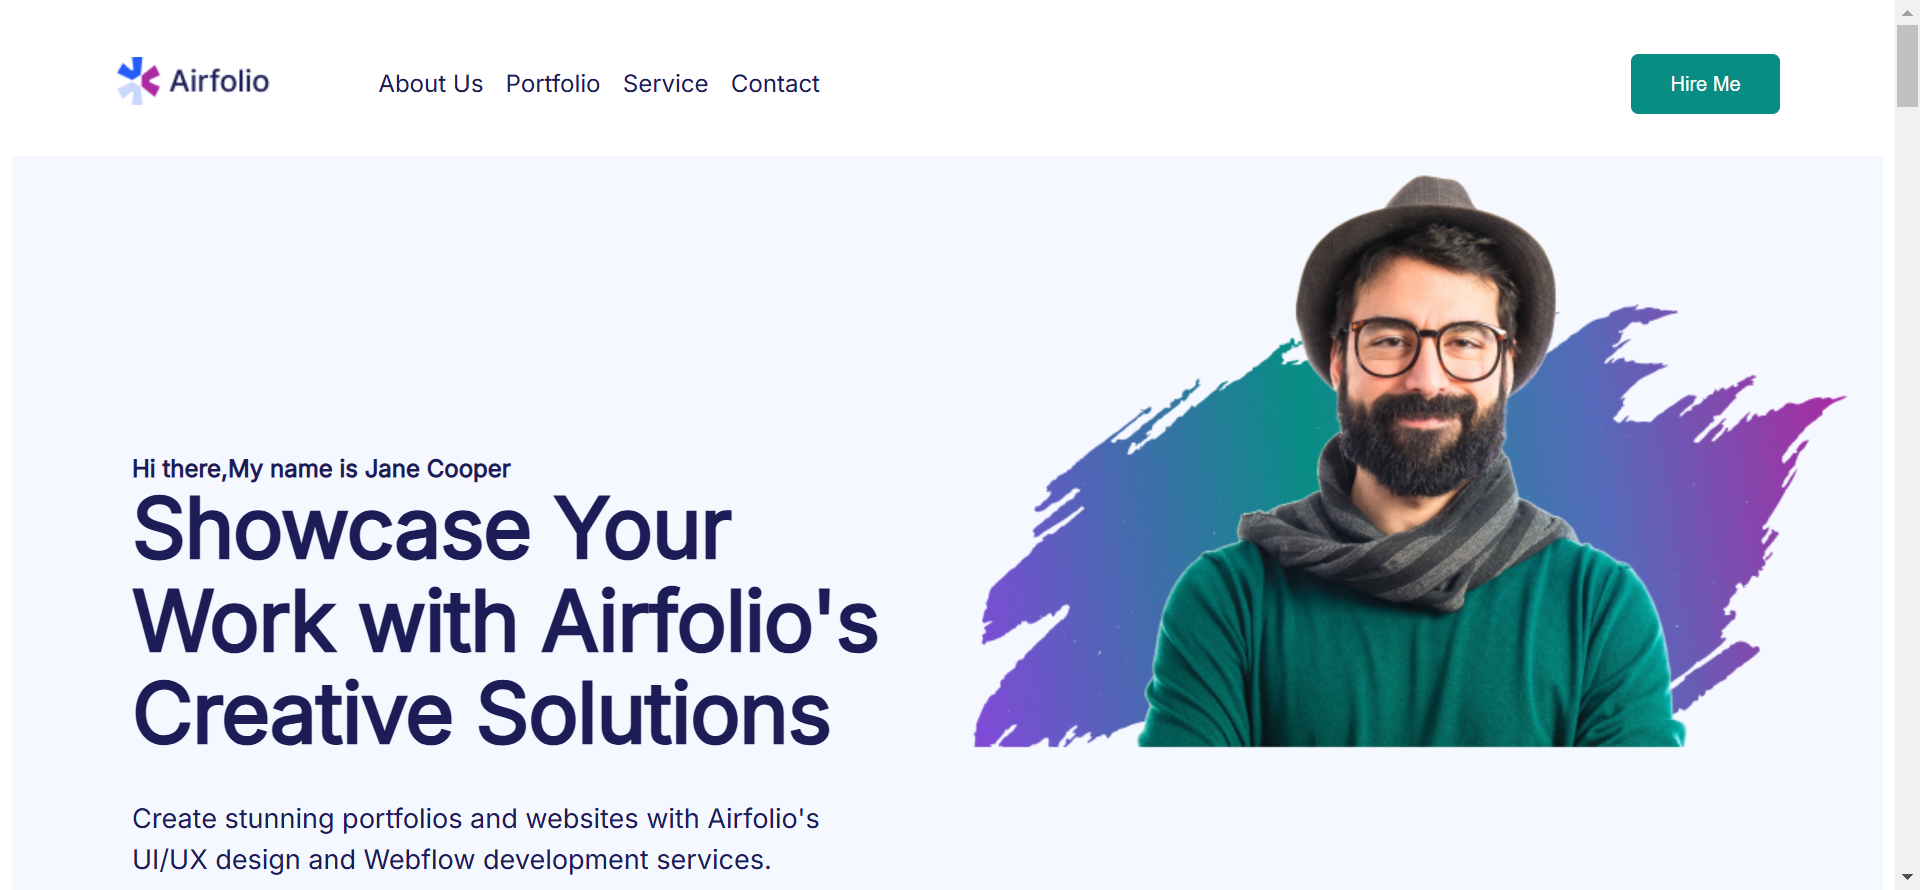 Airfolio
About Us
Portfolio
Service
Contact
Hire Me
Hi there,My name is Jane Cooper
Showcase Your
Work with Airfolio's
Creative Solutions
Create stunning portfolios and websites with Airfolio's
UI/UX design and Webflow development services.